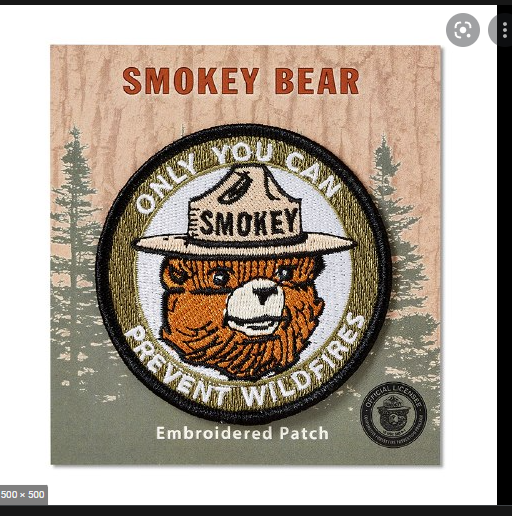 SMOKEY BEAR
ONLY YOU CAN
SMOKEY
PREVENT WILDFIRES
Embroidered Patch
OFFICIAL LICENSEE
500 × 500